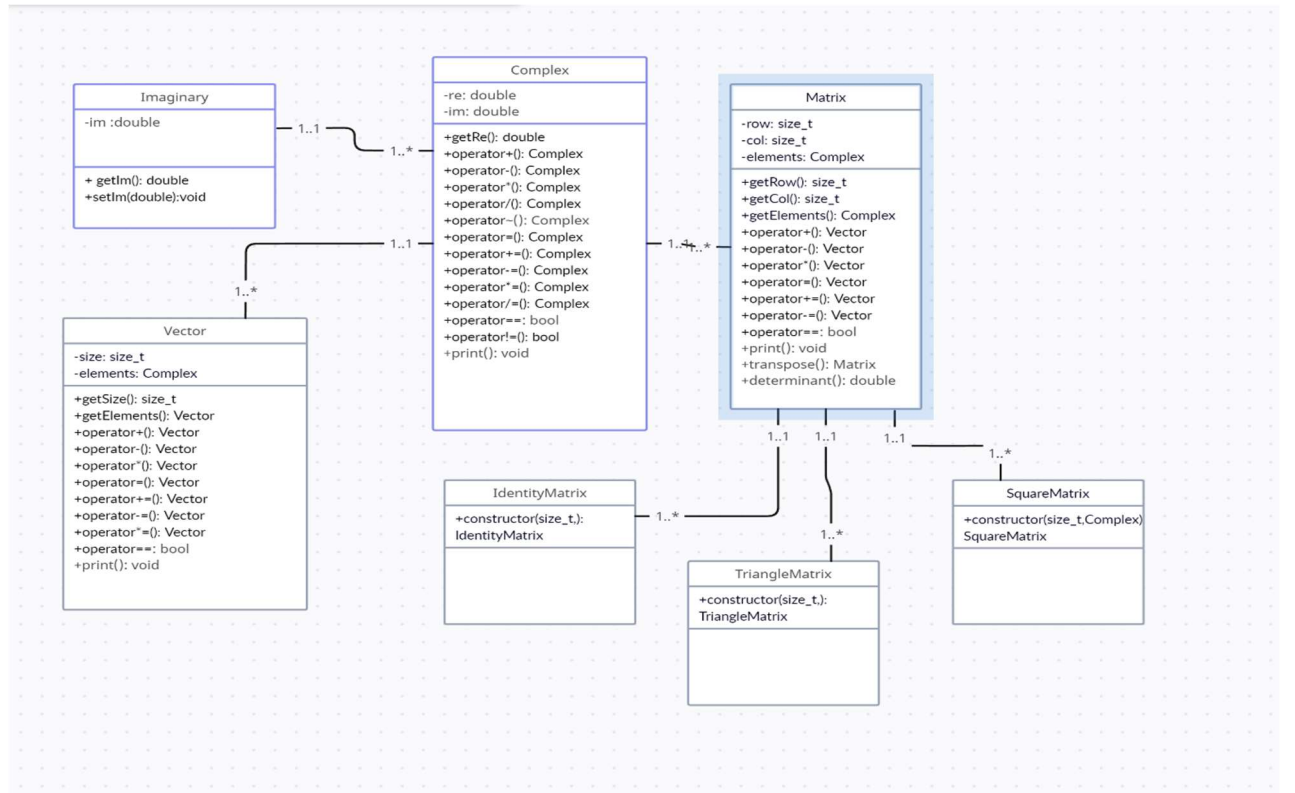 Imaginary
-im :double
+ getIm(): double
+setIm(double):void
1..1
1..*
Complex
-re: double
-im: double
+getRe(): double
+operator+(): Complex
+operator-(): Complex
+operator*(): Complex
+operator/(): Complex
+operator~(): Complex
+operator=(): Complex
+operator+=(): Complex
+operator-=(): Complex
+operator*=(): Complex
+operator/=(): Complex
+operator==: bool
+operator!=(): bool
+print(): void
1..1
1..*
Matrix
-row: size_t
-col: size_t
-elements: Complex
+getRow(): size_t
+getCol(): size_t
+getElements(): Complex
+operator+(): Vector
+operator-(): Vector
+operator*(): Vector
+operator=(): Vector
+operator+=(): Vector
+operator-=(): Vector
+operator==: bool
+print(): void
+transpose(): Matrix
+determinant(): double
1..1
1..*
Vector
-size: size_t
-elements: Complex
+getSize(): size_t
+getElements(): Vector
+operator+(): Vector
+operator-(): Vector
+operator*(): Vector
+operator=(): Vector
+operator+=(): Vector
+operator-=(): Vector
+operator*=(): Vector
+operator==: bool
+print(): void
1..1
1..1
1..1
1..*
1..*
1..*
IdentityMatrix
+constructor(size_t,):
IdentityMatrix
TriangleMatrix
+constructor(size_t,):
TriangleMatrix
SquareMatrix
+constructor(size_t,Complex)
SquareMatrix